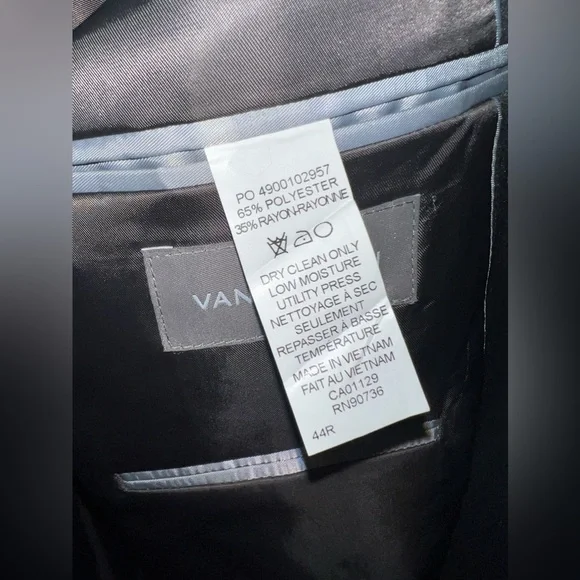 PO 4900102957
65% POLYESTER
35% RAYON-RAYONNE
DRY CLEAN ONLY
LOW MOISTURE
UTILITY PRESS
NETTOYAGE À SEC
SEULEMENT
REPASSER À BASSE
TEMPÉRATURE
MADE IN VIETNAM
FAIT AU VIETNAM
CA01129
RN90736
44R
VAN